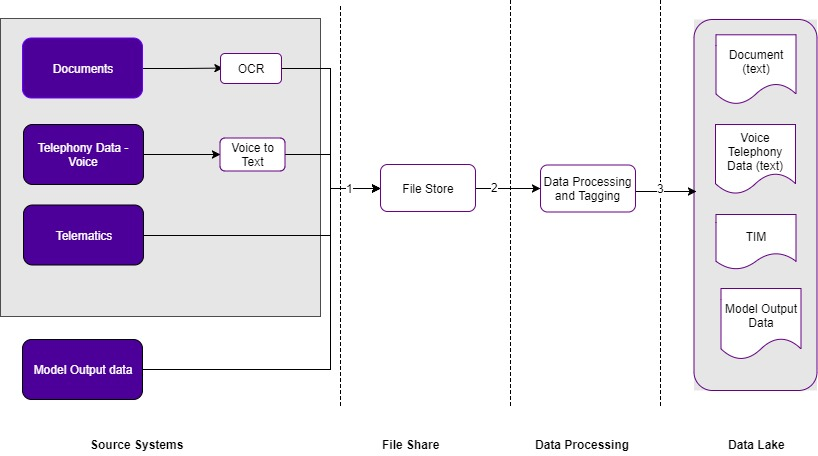 Documents
OCR
Document
(text)
Telephony Data -
Voice
Voice to
Text
Voice
Telephony
Data (text)
1
File Store
2
Data Processing
and Tagging
3
Telematics
TIM
Model Output
Data
Model Output data
Source Systems
File Share
Data Processing
Data Lake